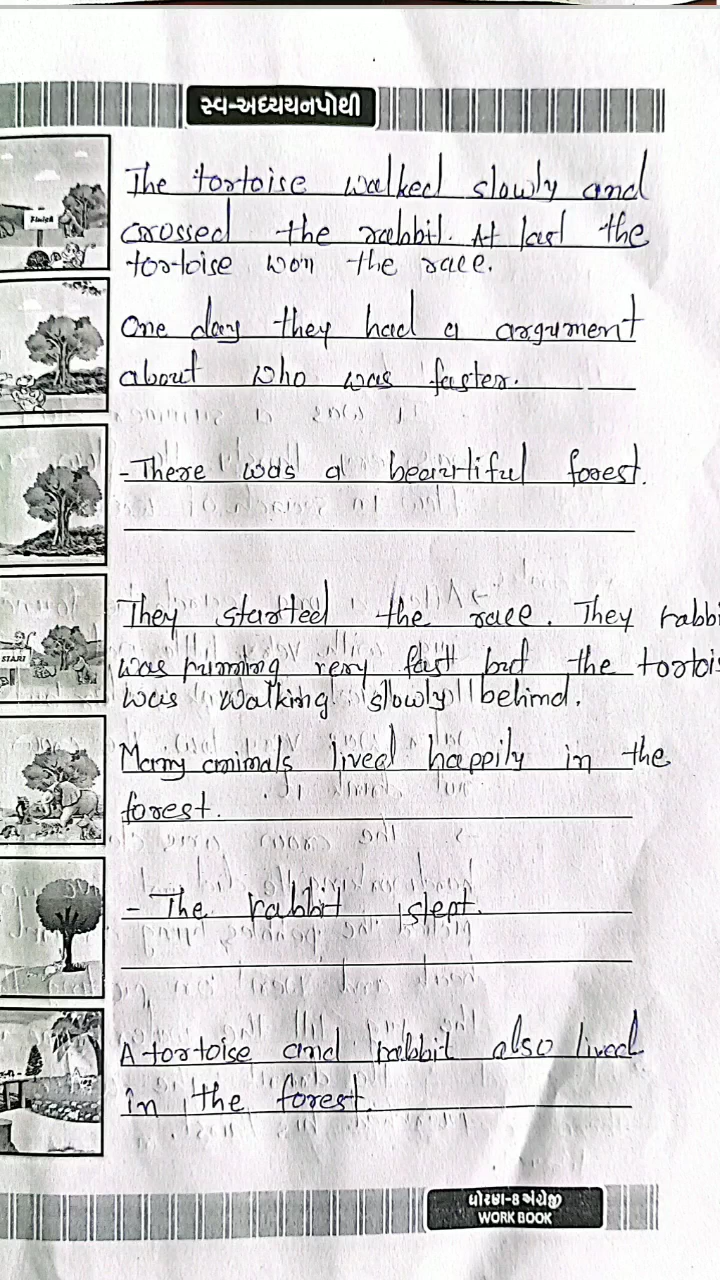 સ્વ-અધ્યયનપોથી
Finish
The tortoise walked slowly and
crossed the rabbit. At last the
tortoise won the race.
One day they had a argument
about who was faster.
- There was a beautiful forest.
They started the race. They rabbi
was running very fast but the tortois
START
was walking slowly behind.
Many animals lived happily in the
forest.
- The rabbit slept.
A tortoise and rabbit also lived
in the forest.
ધોરણ-8 અંગ્રેજી
WORK BOOK